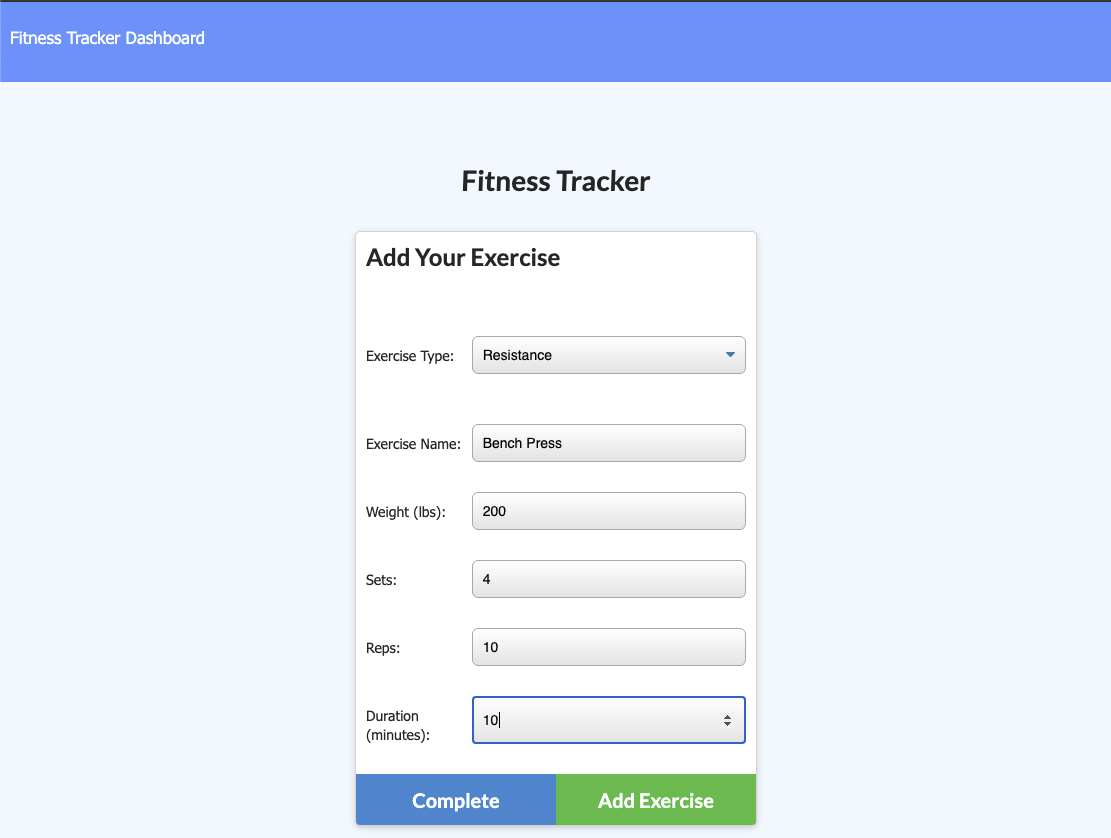 Fitness Tracker Dashboard
Fitness Tracker
Add Your Exercise
Exercise Type: Resistance
Exercise Name: Bench Press
Weight (lbs): 200
Sets: 4
Reps: 10
Duration
(minutes): 10
Complete Add Exercise